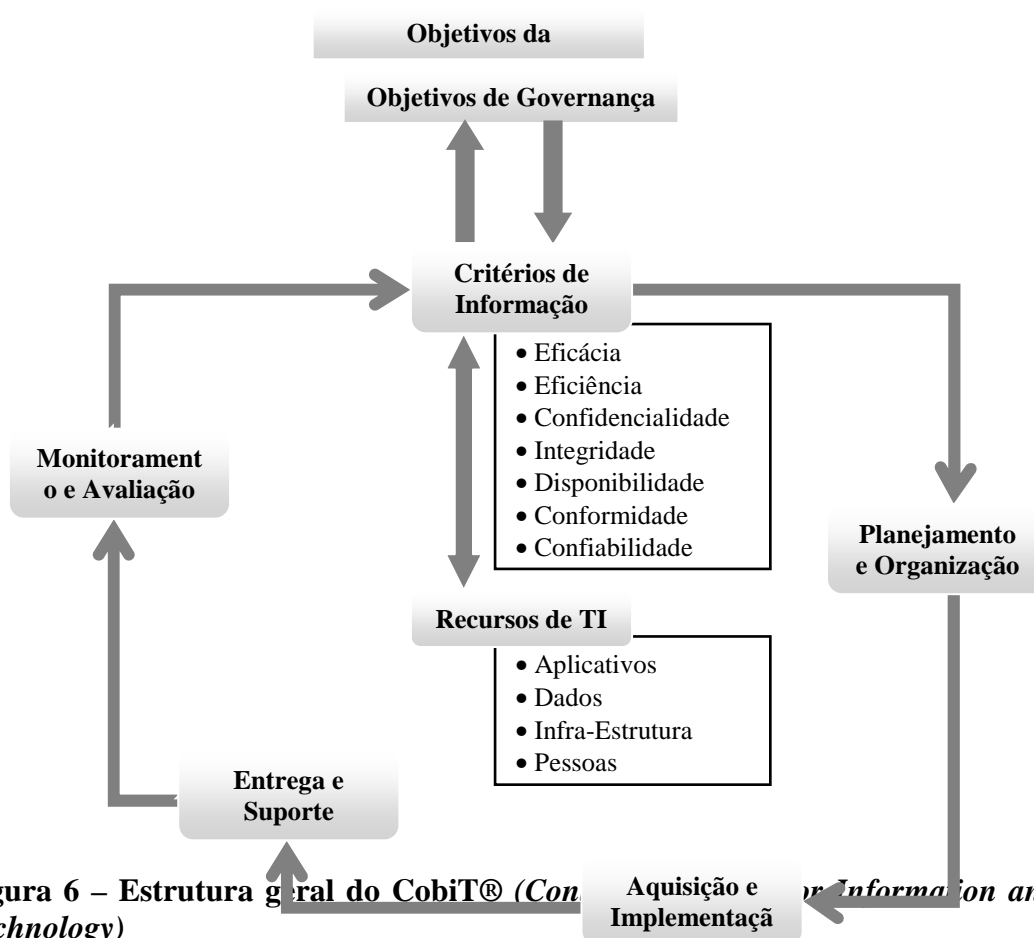 Objetivos da
Objetivos de Governança
Critérios de
Informação
• Eficácia
• Eficiência
• Confidencialidade
• Integridade
• Disponibilidade
• Conformidade
• Confiabilidade
Monitorament
o e Avaliação
Planejamento
e Organização
Recursos de TI
• Aplicativos
• Dados
• Infra-Estrutura
• Pessoas
Entrega e
Suporte
Aquisição e
Implementaçã
gura 6 – Estrutura geral do CobiT® (Con or Information an
chnology)